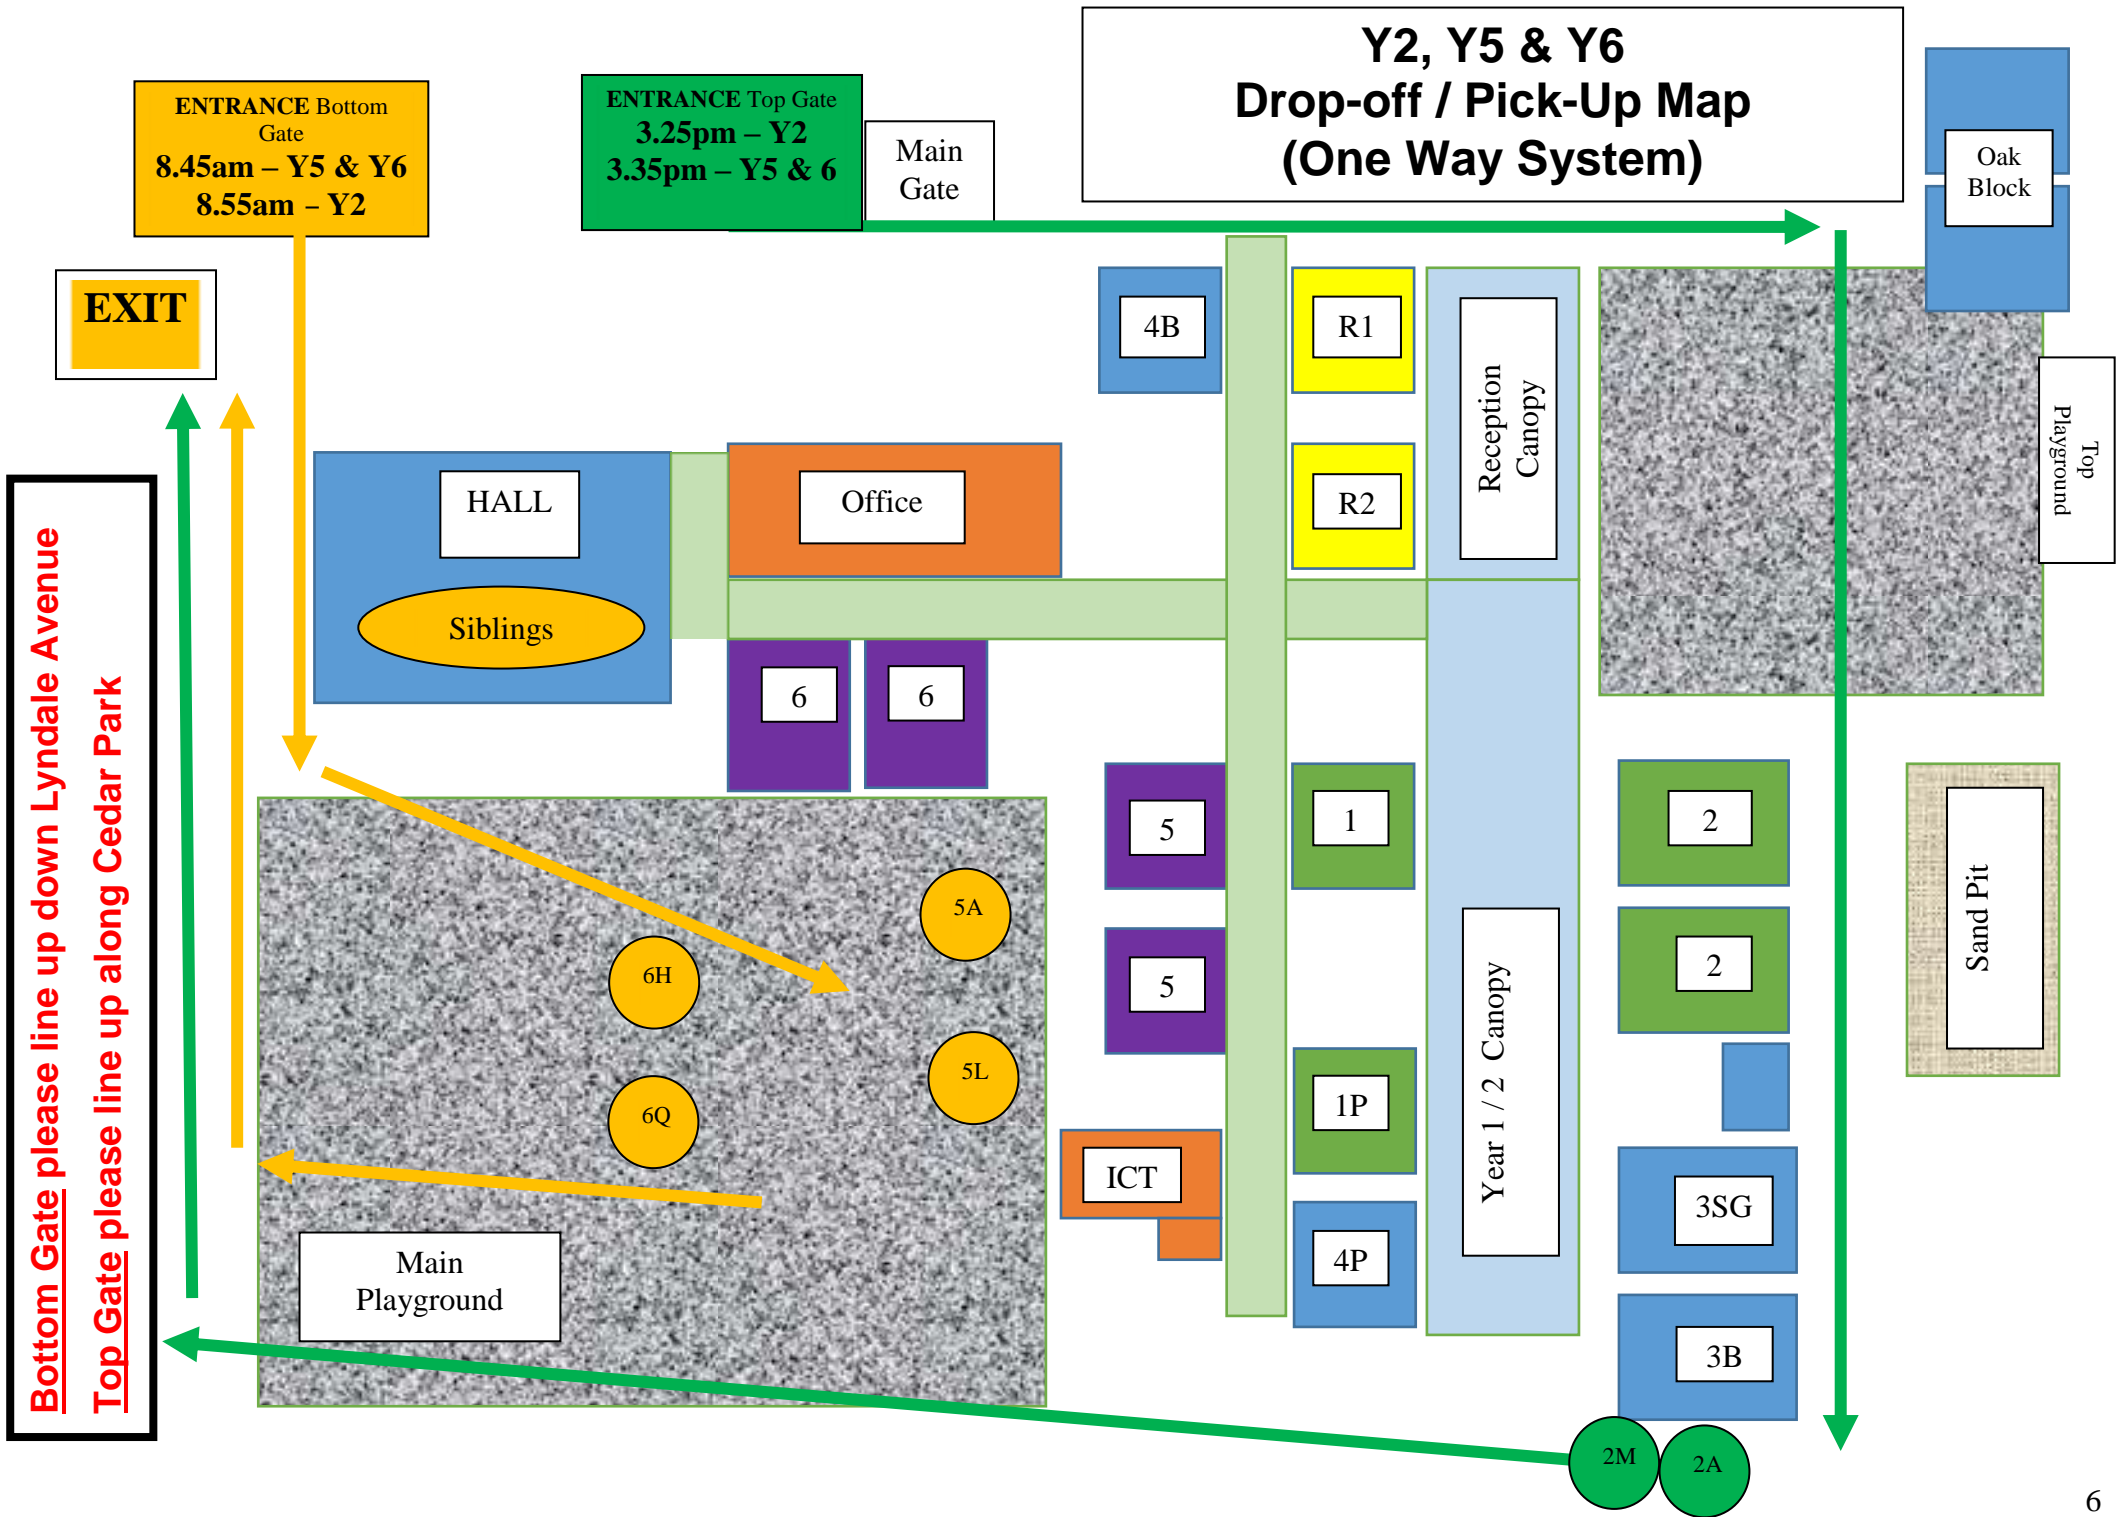 Y2, Y5 & Y6
Drop-off / Pick-Up Map
(One Way System)
ENTRANCE Bottom
Gate
8.45am – Y5 & Y6
8.55am – Y2
ENTRANCE Top Gate
3.25pm – Y2
3.35pm – Y5 & 6
Main
Gate
Oak
Block
EXIT
4B
R1
Reception
Canopy
Top
Playground
HALL
Office
R2
Siblings
6
6
Bottom Gate please line up down Lyndale Avenue
Top Gate please line up along Cedar Park
5
1
2
5A
Sand Pit
6H
5
2
Year 1 / 2 Canopy
5L
6Q
1P
ICT
3SG
Main
Playground
4P
3B
2M
2A
6